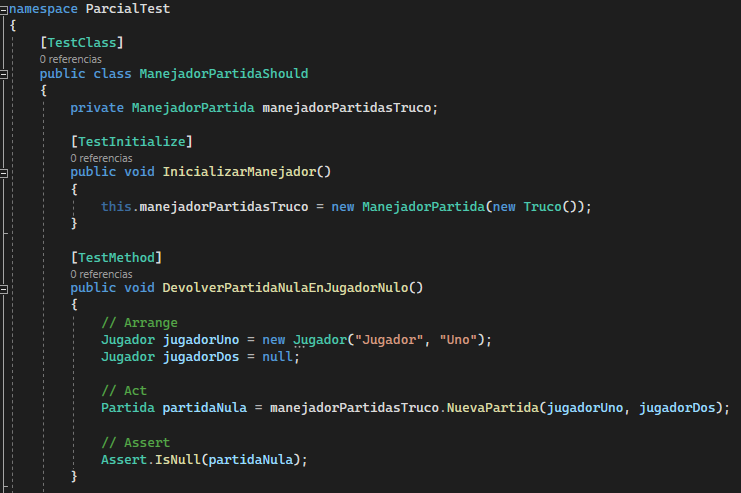 namespace ParcialTest
{
[TestClass]
0 referencias
public class ManejadorPartidaShould
{
private ManejadorPartida manejadorPartidasTruco;
[TestInitialize]
0 referencias
public void InicializarManejador()
{
this.manejadorPartidasTruco = new ManejadorPartida(new Truco());
}
[TestMethod]
0 referencias
public void DevolverPartidaNulaEnJugadorNulo()
{
// Arrange
Jugador jugadorUno = new Jugador("Jugador", "Uno");
Jugador jugadorDos = null;
// Act
Partida partidaNula = manejadorPartidasTruco.NuevaPartida(jugadorUno, jugadorDos);
// Assert
Assert.IsNull(partidaNula);
}